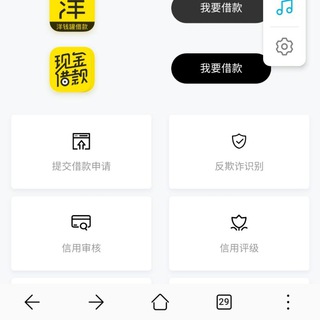 洋
洋钱罐借款
我要借款
现金
借款
我要借款
提交借款申请
反欺诈识别
信用审核
信用评级
29